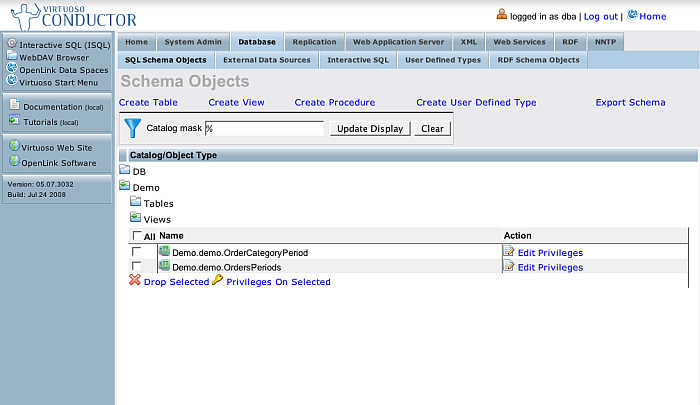 VIRTUOSO
CONDUCTOR
logged in as dba | Log out | Home
Interactive SQL (ISQL)
WebDAV Browser
OpenLink Data Spaces
Virtuoso Start Menu
Documentation (local)
Tutorials (local)
Virtuoso Web Site
OpenLink Software
Version: 05.07.3032
Build: Jul 24 2008
Home System Admin Database Replication Web Application Server XML Web Services RDF NNTP
SQL Schema Objects External Data Sources Interactive SQL User Defined Types RDF Schema Objects
Schema Objects
Create Table Create View Create Procedure Create User Defined Type Export Schema
Catalog mask % Update Display Clear
Catalog/Object Type
DB
Demo
Tables
Views
All Name Action
Demo.demo.OrderCategoryPeriod Edit Privileges
Demo.demo.OrdersPeriods Edit Privileges
Drop Selected Privileges On Selected